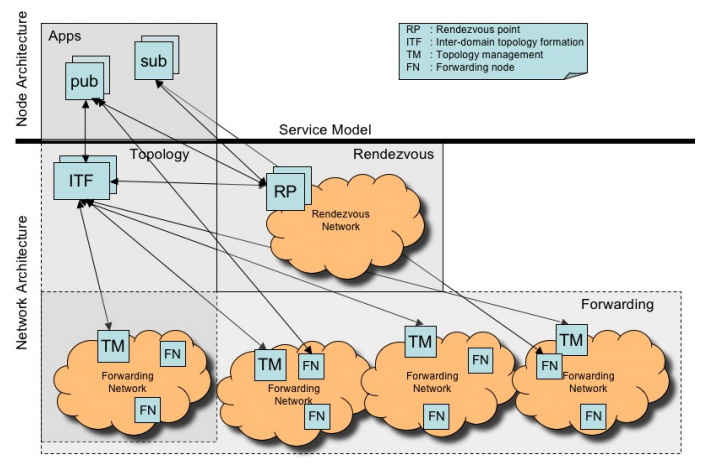 Node Architecture
Apps
pub
sub
RP : Rendezvous point
ITF : Inter-domain topology formation
TM : Topology management
FN : Forwarding node
Service Model
Network Architecture
Topology
Rendezvous
ITF
RP
Rendezvous
Network
Forwarding
TM
FN
Forwarding
Network
FN
TM
FN
Forwarding
Network
FN
TM
FN
Forwarding
Network
FN
TM
FN
Forwarding
Network
FN